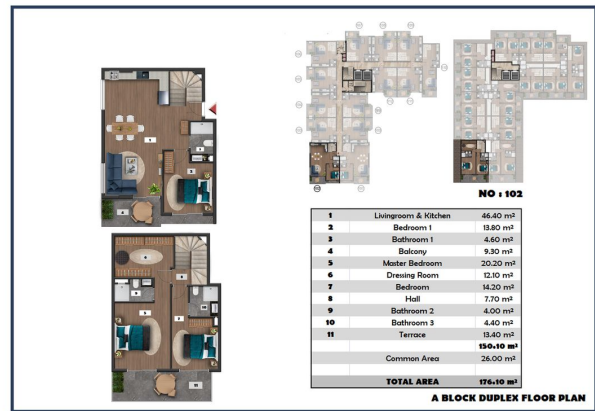 NO : 102
1 Livingroom & Kitchen 46.40 m²
2 Bedroom 1 13.80 m²
3 Bathroom 1 4.60 m²
4 Balcony 9.30 m²
5 Master Bedroom 20.20 m²
6 Dressing Room 12.10 m²
7 Bedroom 14.20 m²
8 Hall 7.70 m²
9 Bathroom 2 4.00 m²
10 Bathroom 3 4.40 m²
11 Terrace 13.40 m²
150.10 m²
Common Area 26.00 m²
TOTAL AREA 176.10 m²
A BLOCK DUPLEX FLOOR PLAN